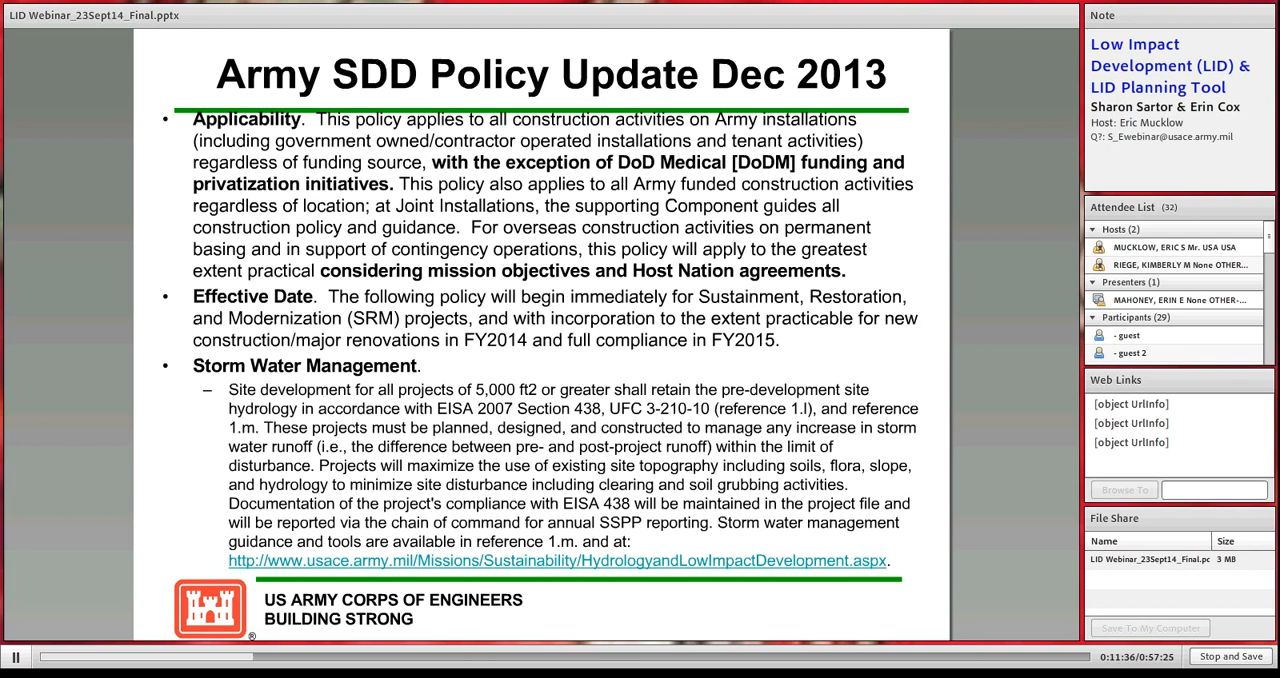 LID Webinar_23Sept14_Final.pptx
Army SDD Policy Update Dec 2013
• Applicability. This policy applies to all construction activities on Army installations
(including government owned/contractor operated installations and tenant activities)
regardless of funding source, with the exception of DoD Medical [DoDM] funding and
privatization initiatives. This policy also applies to all Army funded construction activities
regardless of location; at Joint Installations, the supporting Component guides all
construction policy and guidance. For overseas construction activities on permanent
basing and in support of contingency operations, this policy will apply to the greatest
extent practical considering mission objectives and Host Nation agreements.
• Effective Date. The following policy will begin immediately for Sustainment, Restoration,
and Modernization (SRM) projects, and with incorporation to the extent practicable for new
construction/major renovations in FY2014 and full compliance in FY2015.
• Storm Water Management.
– Site development for all projects of 5,000 ft2 or greater shall retain the pre-development site
hydrology in accordance with EISA 2007 Section 438, UFC 3-210-10 (reference 1.l), and reference
1.m. These projects must be planned, designed, and constructed to manage any increase in storm
water runoff (i.e., the difference between pre- and post-project runoff) within the limit of
disturbance. Projects will maximize the use of existing site topography including soils, flora, slope,
and hydrology to minimize site disturbance including clearing and soil grubbing activities.
Documentation of the project's compliance with EISA 438 will be maintained in the project file and
will be reported via the chain of command for annual SSPP reporting. Storm water management
guidance and tools are available in reference 1.m. and at:
http://www.usace.army.mil/Missions/Sustainability/HydrologyandLowImpactDevelopment.aspx.
®
US ARMY CORPS OF ENGINEERS
BUILDING STRONG
Note
Low Impact
Development (LID) &
LID Planning Tool
Sharon Sartor & Erin Cox
Host: Eric Mucklow
Q?: S_Ewebinar@usace.army.mil
Attendee List (32)
Hosts (2)
MUCKLOW, ERIC S Mr. USA USA
RIEGE, KIMBERLY M None OTHER...
Presenters (1)
MAHONEY, ERIN E None OTHER-...
Participants (29)
- guest
- guest 2
Web Links
[object UrlInfo]
[object UrlInfo]
[object UrlInfo]
Browse To
File Share
Name Size
LID Webinar_23Sept14_Final.pc 3 MB
Save To My Computer
0:11:36/0:57:25
Stop and Save